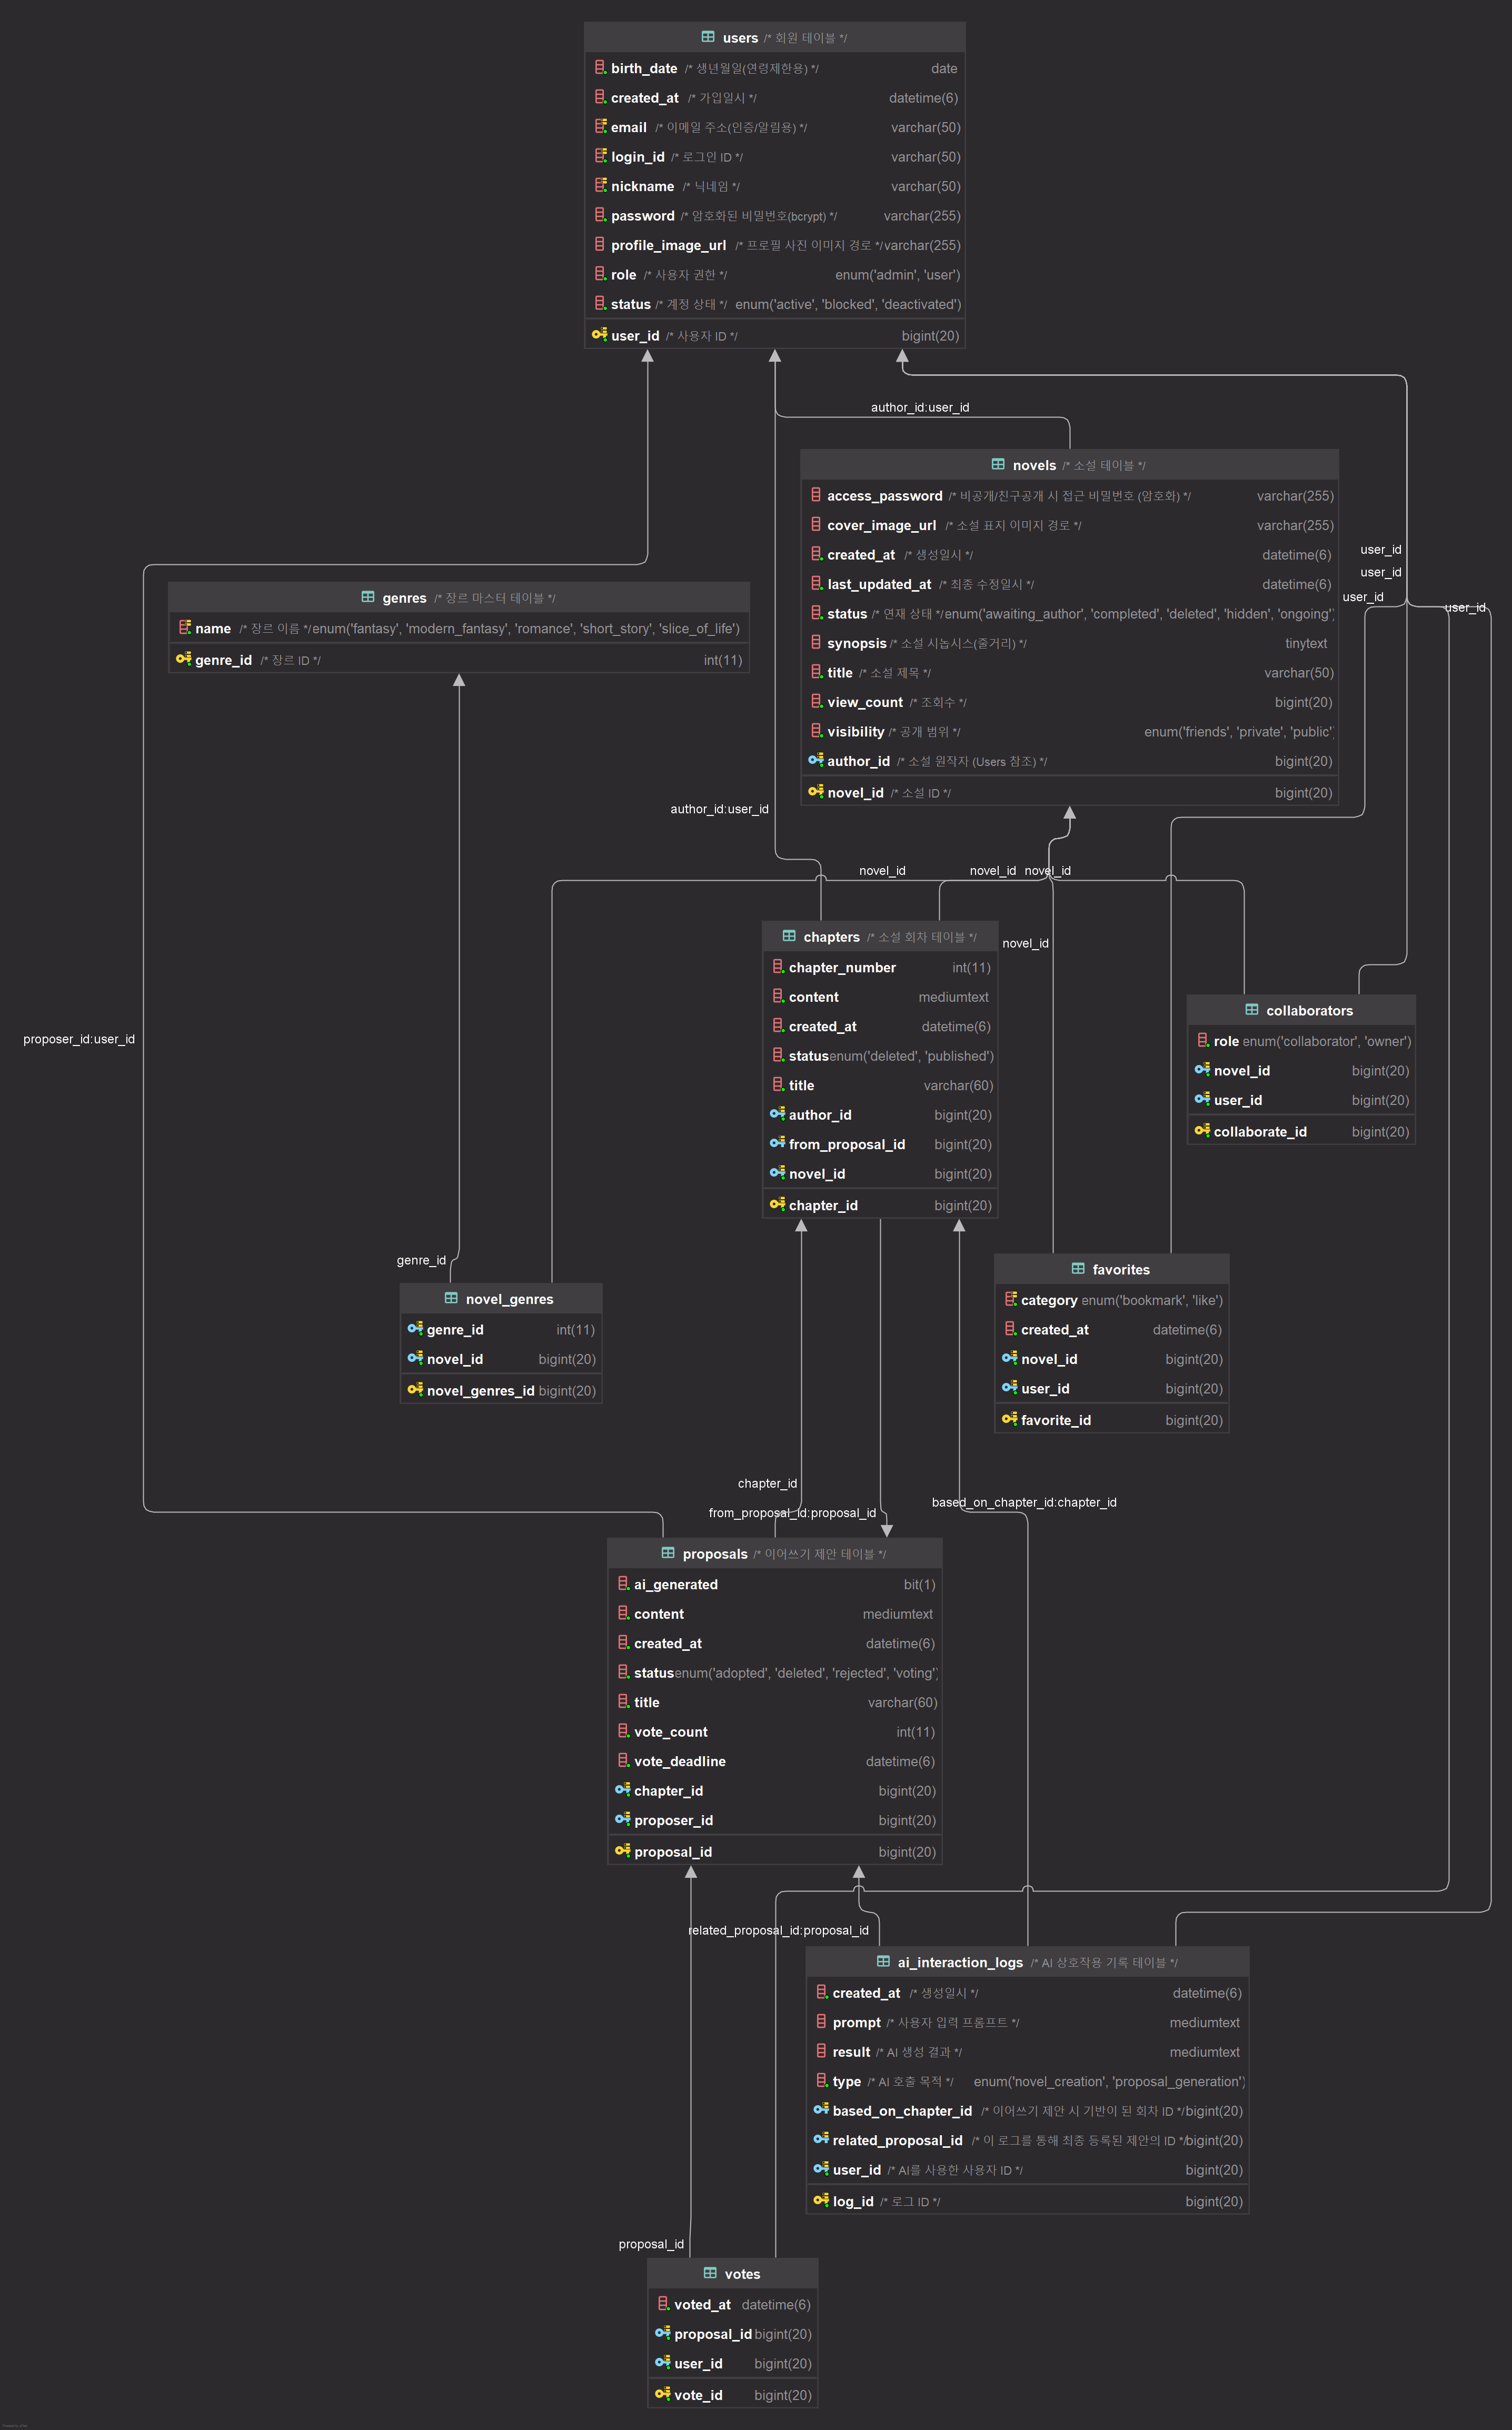 users /* 회원 테이블 */
birth_date /* 생년월일(연령제한용) */ date
created_at /* 가입일시 */ datetime(6)
email /* 이메일 주소(인증/알림용) */ varchar(50)
login_id /* 로그인 ID */ varchar(50)
nickname /* 닉네임 */ varchar(50)
password /* 암호화된 비밀번호(bcrypt) */ varchar(255)
profile_image_url /* 프로필 사진 이미지 경로 */ varchar(255)
role /* 사용자 권한 */ enum('admin', 'user')
status /* 계정 상태 */ enum('active', 'blocked', 'deactivated')
user_id /* 사용자 ID */ bigint(20)
author_id:user_id
novels /* 소설 테이블 */
access_password /* 비공개/친구공개 시 접근 비밀번호 (암호화) */ varchar(255)
cover_image_url /* 소설 표지 이미지 경로 */ varchar(255)
created_at /* 생성일시 */ datetime(6)
last_updated_at /* 최종 수정일시 */ datetime(6)
status /* 연재 상태 */ enum('awaiting_author', 'completed', 'deleted', 'hidden', 'ongoing')
synopsis /* 소설 시놉시스(줄거리) */ tinytext
title /* 소설 제목 */ varchar(50)
view_count /* 조회수 */ bigint(20)
visibility /* 공개 범위 */ enum('friends', 'private', 'public')
author_id /* 소설 원작자 (Users 참조) */ bigint(20)
novel_id /* 소설 ID */ bigint(20)
user_id
user_id
user_id
user_id
genres /* 장르 마스터 테이블 */
name /* 장르 이름 */ enum('fantasy', 'modern_fantasy', 'romance', 'short_story', 'slice_of_life')
genre_id /* 장르 ID */ int(11)
author_id:user_id
novel_id
novel_id
novel_id
novel_id
chapters /* 소설 회차 테이블 */
chapter_number int(11)
content mediumtext
created_at datetime(6)
status enum('deleted', 'published')
title varchar(60)
author_id bigint(20)
from_proposal_id bigint(20)
novel_id bigint(20)
chapter_id bigint(20)
collaborators
role enum('collaborator', 'owner')
novel_id bigint(20)
user_id bigint(20)
collaborate_id bigint(20)
proposer_id:user_id
genre_id
novel_genres
genre_id int(11)
novel_id bigint(20)
novel_genres_id bigint(20)
favorites
category enum('bookmark', 'like')
created_at datetime(6)
novel_id bigint(20)
user_id bigint(20)
favorite_id bigint(20)
chapter_id
from_proposal_id:proposal_id
based_on_chapter_id:chapter_id
proposals /* 이어쓰기 제안 테이블 */
ai_generated bit(1)
content mediumtext
created_at datetime(6)
status enum('adopted', 'deleted', 'rejected', 'voting')
title varchar(60)
vote_count int(11)
vote_deadline datetime(6)
chapter_id bigint(20)
proposer_id bigint(20)
proposal_id bigint(20)
related_proposal_id:proposal_id
ai_interaction_logs /* AI 상호작용 기록 테이블 */
created_at /* 생성일시 */ datetime(6)
prompt /* 사용자 입력 프롬프트 */ mediumtext
result /* AI 생성 결과 */ mediumtext
type /* AI 호출 목적 */ enum('novel_creation', 'proposal_generation')
based_on_chapter_id /* 이어쓰기 제안 시 기반이 된 회차 ID */ bigint(20)
related_proposal_id /* 이 로그를 통해 최종 등록된 제안의 ID */ bigint(20)
user_id /* AI를 사용한 사용자 ID */ bigint(20)
log_id /* 로그 ID */ bigint(20)
proposal_id
votes
voted_at datetime(6)
proposal_id bigint(20)
user_id bigint(20)
vote_id bigint(20)